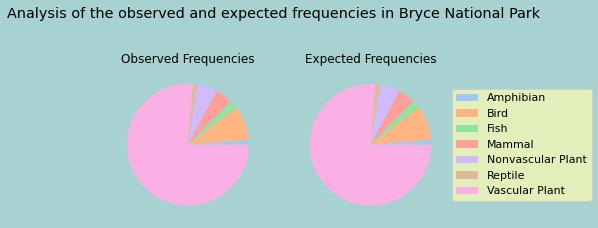 Analysis of the observed and expected frequencies in Bryce National Park
Observed Frequencies
Expected Frequencies
Amphibian
Bird
Fish
Mammal
Nonvascular Plant
Reptile
Vascular Plant